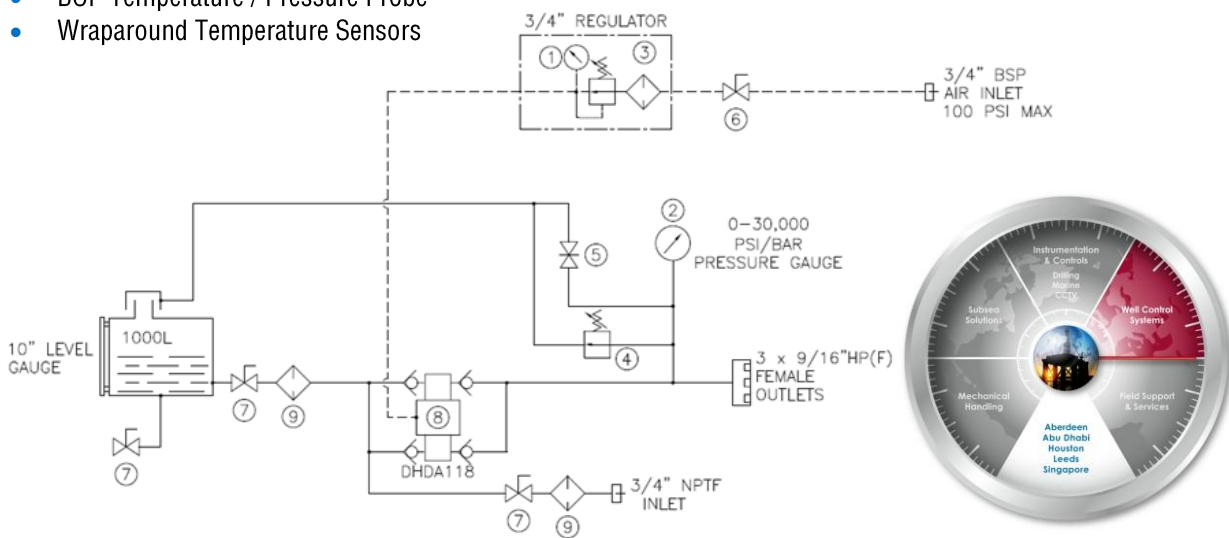 BOP Temperature / Pressure Probe
Wraparound Temperature Sensors
3/4" REGULATOR
1
3
6
3/4" BSP
AIR INLET
100 PSI MAX
2
0-30,000
PSI/BAR
PRESSURE GAUGE
5
4
1000L
10" LEVEL
GAUGE
7
9
7
8
DHDA118
3 x 9/16"HP(F)
FEMALE
OUTLETS
7
9
3/4" NPTF
INLET
Instrumentation
& Controls
Drilling
Marine
CCTV
Well Control
Systems
Subsea
Solutions
Mechanical
Handling
Field Support
& Services
Aberdeen
Abu Dhabi
Houston
Leeds
Singapore